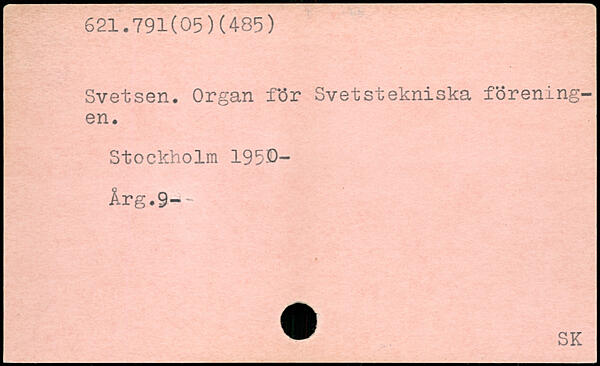 621.791(05)(485)
Svetsen. Organ för Svetstekniska förening-
en.
Stockholm 1950-
Årg.9-
SK